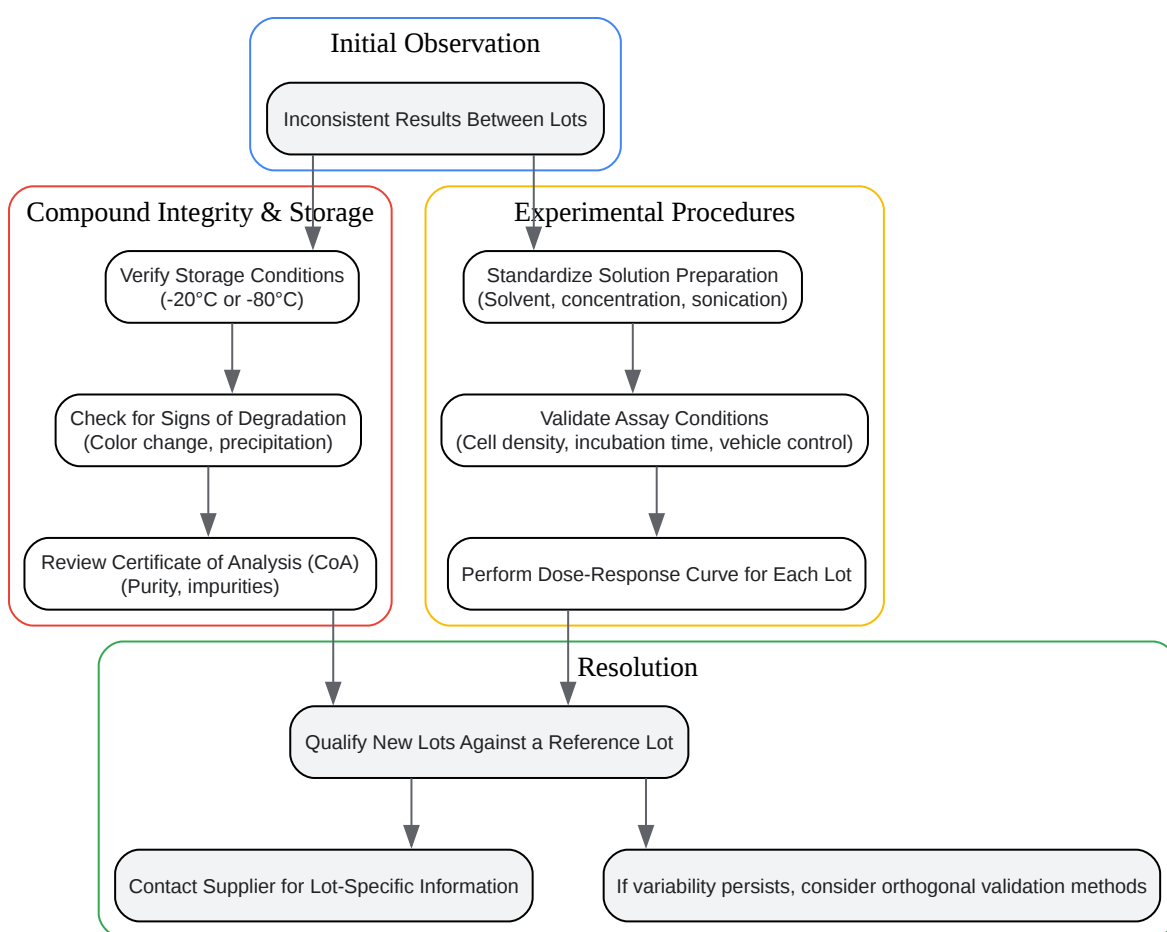 Initial Observation
Inconsistent Results Between Lots
Compound Integrity & Storage
Verify Storage Conditions
(-20°C or -80°C)
Check for Signs of Degradation
(Color change, precipitation)
Review Certificate of Analysis (CoA)
(Purity, impurities)
Experimental Procedures
Standardize Solution Preparation
(Solvent, concentration, sonication)
Validate Assay Conditions
(Cell density, incubation time, vehicle control)
Perform Dose-Response Curve for Each Lot
Resolution
Qualify New Lots Against a Reference Lot
Contact Supplier for Lot-Specific Information
If variability persists, consider orthogonal validation methods